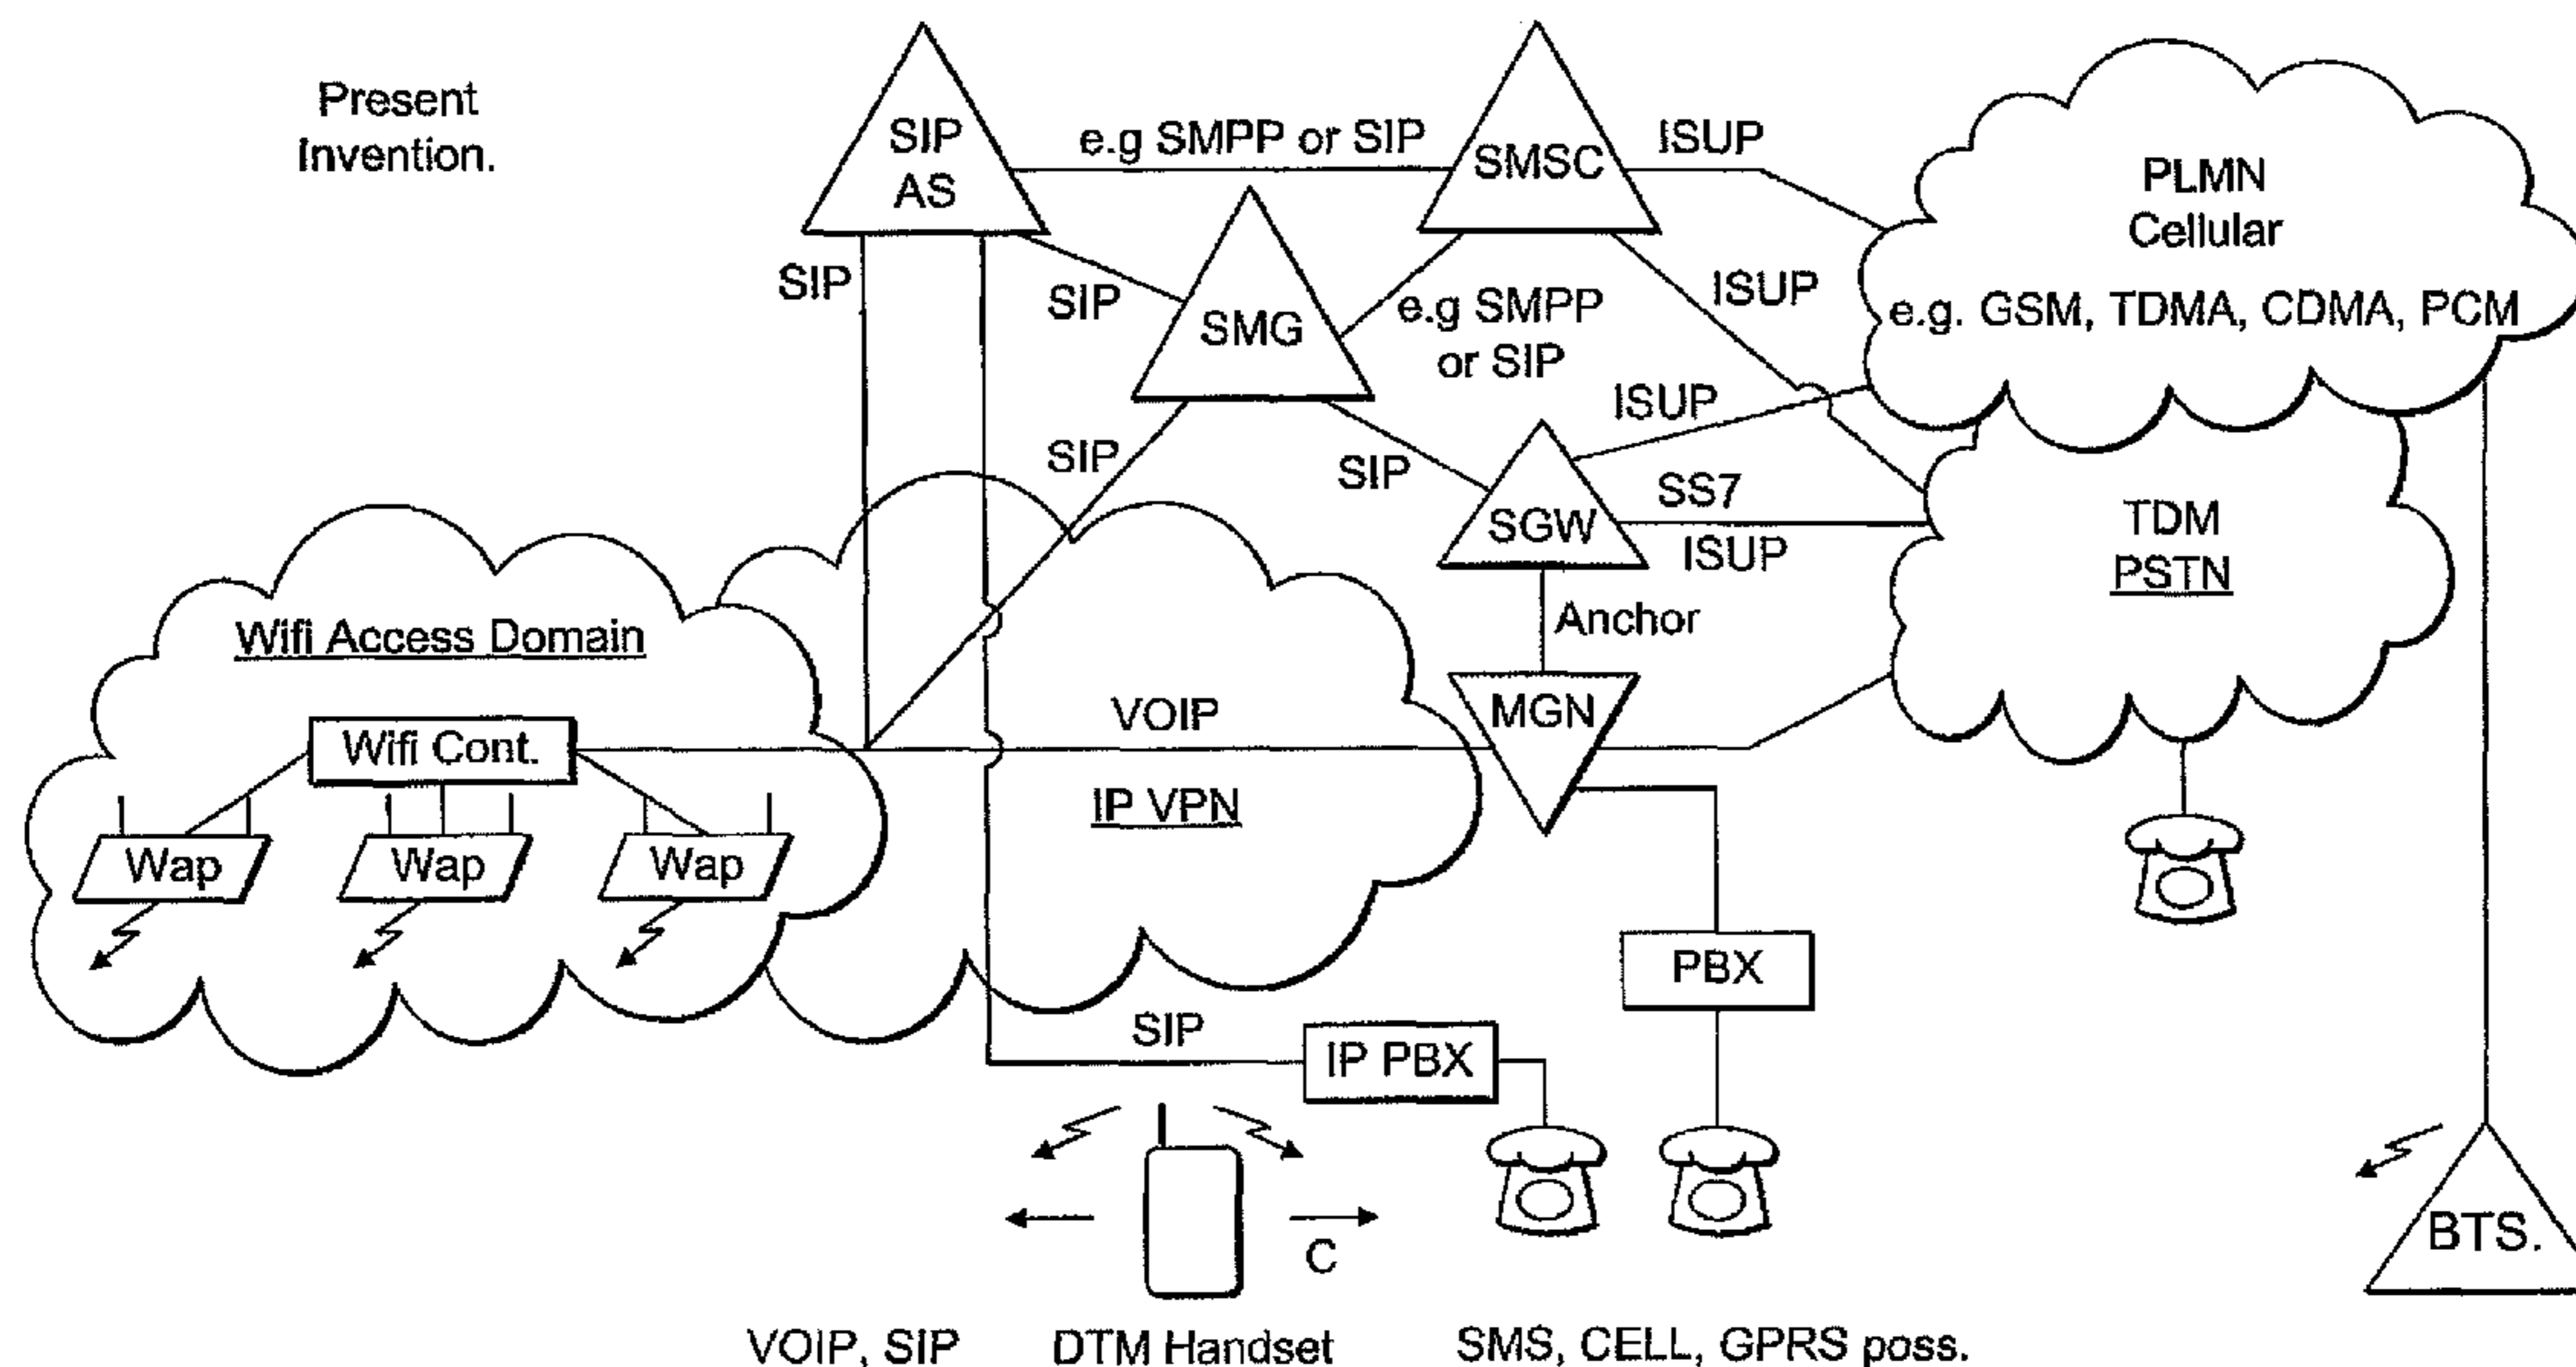 Present
Invention.
SIP
AS
e.g SMPP or SIP
SMSC
ISUP
PLMN
Cellular
e.g. GSM, TDMA, CDMA, PCM
SIP
SIP
SMG
e.g SMPP
or SIP
ISUP
ISUP
SIP
SIP
SGW
SS7
ISUP
TDM
PSTN
Anchor
Wifi Access Domain
MGN
VOIP
Wifi Cont.
IP VPN
Wap
Wap
Wap
PBX
SIP
IP PBX
C
BTS.
VOIP, SIP
DTM Handset
SMS, CELL, GPRS poss.